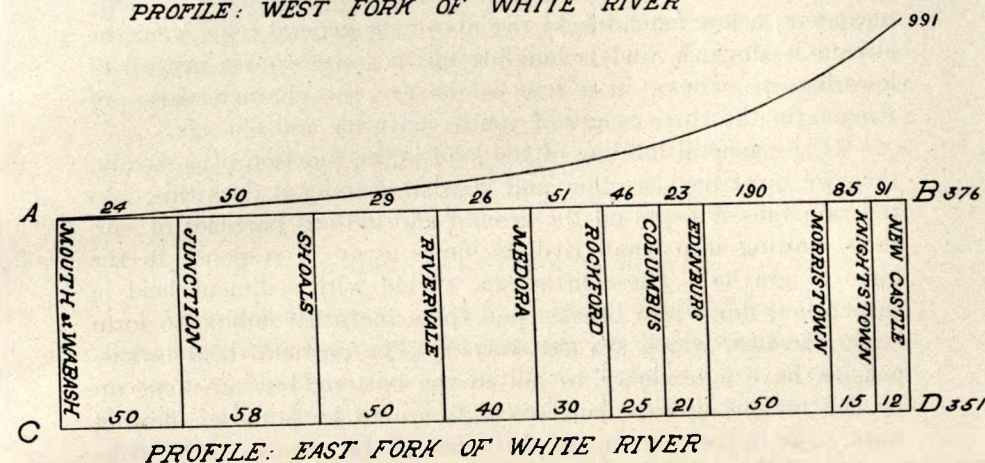 PROFILE: WEST FORK OF WHITE RIVER
991
A 24 50 29 26 51 46 23 190 85 91 B 376
MOUTH at WABASH
JUNCTION
SHOALS
RIVERVALE
MEDORA
ROCKFORD
COLUMBUS
EDINBURG
MORRISTOWN
KNIGHTSTOWN
NEW CASTLE
C 50 58 50 40 30 25 21 50 15 12 D 351
PROFILE: EAST FORK OF WHITE RIVER